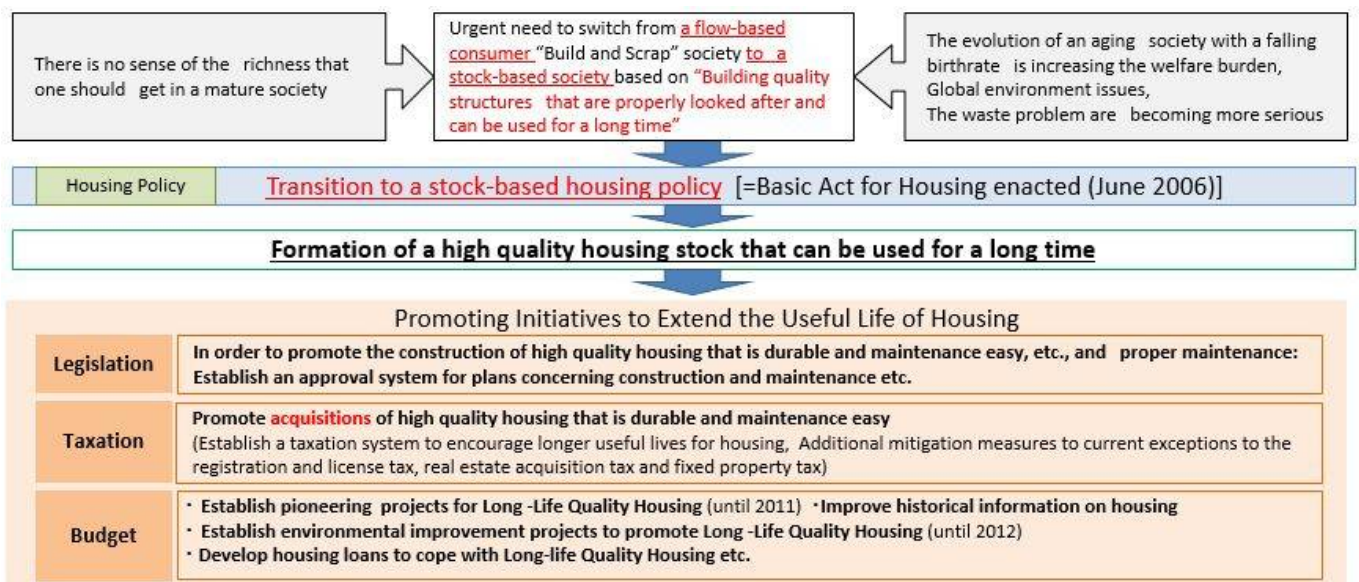 There is no sense of the richness that
one should get in a mature society
Urgent need to switch from a flow-based
consumer “Build and Scrap” society to a
stock-based society based on “Building quality
structures that are properly looked after and
can be used for a long time”
The evolution of an aging society with a falling
birthrate is increasing the welfare burden,
Global environment issues,
The waste problem are becoming more serious
Housing Policy
Transition to a stock-based housing policy [=Basic Act for Housing enacted (June 2006)]
Formation of a high quality housing stock that can be used for a long time
Promoting Initiatives to Extend the Useful Life of Housing
Legislation
In order to promote the construction of high quality housing that is durable and maintenance easy, etc., and proper maintenance:
Establish an approval system for plans concerning construction and maintenance etc.
Taxation
Promote acquisitions of high quality housing that is durable and maintenance easy
(Establish a taxation system to encourage longer useful lives for housing, Additional mitigation measures to current exceptions to the
registration and license tax, real estate acquisition tax and fixed property tax)
Budget
・Establish pioneering projects for Long -Life Quality Housing (until 2011) ・Improve historical information on housing
・Establish environmental improvement projects to promote Long -Life Quality Housing (until 2012)
・Develop housing loans to cope with Long-life Quality Housing etc.